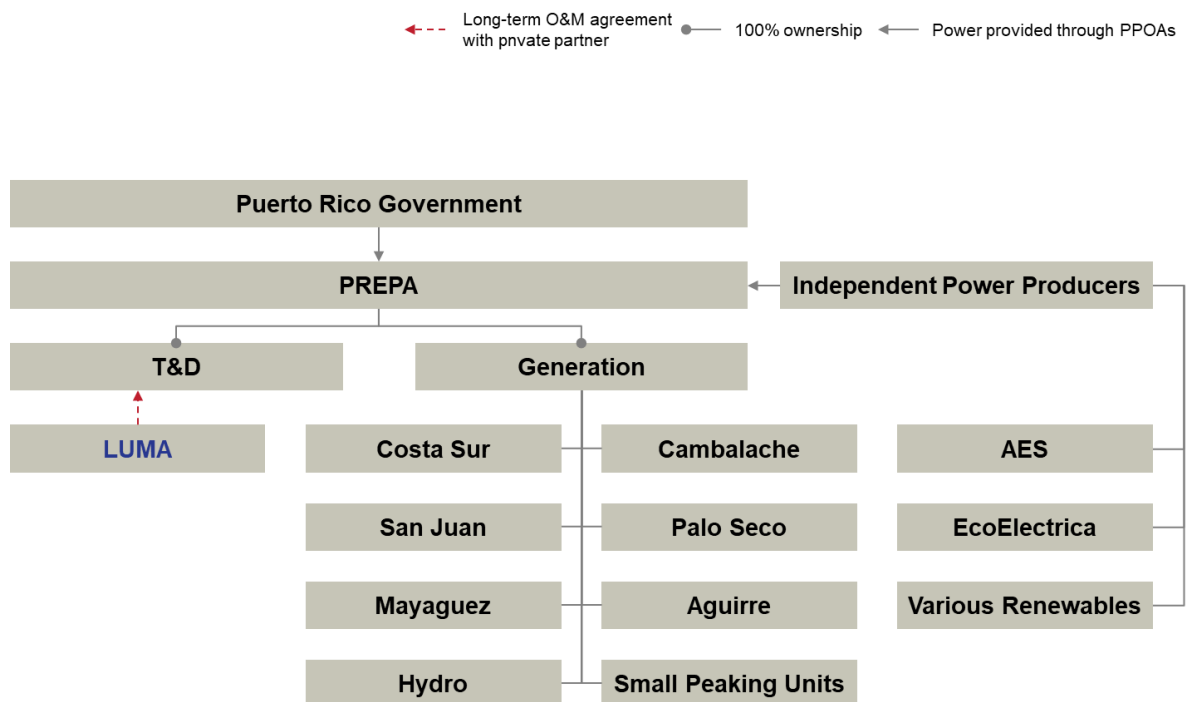 Long-term O&M agreement
with pnvate partner
100% ownership
Power provided through PPOAs
Puerto Rico Government
PREPA
Independent Power Producers
T&D
Generation
LUMA
Costa Sur
Cambalache
AES
San Juan
Palo Seco
EcoElectrica
Mayaguez
Aguirre
Various Renewables
Hydro
Small Peaking Units